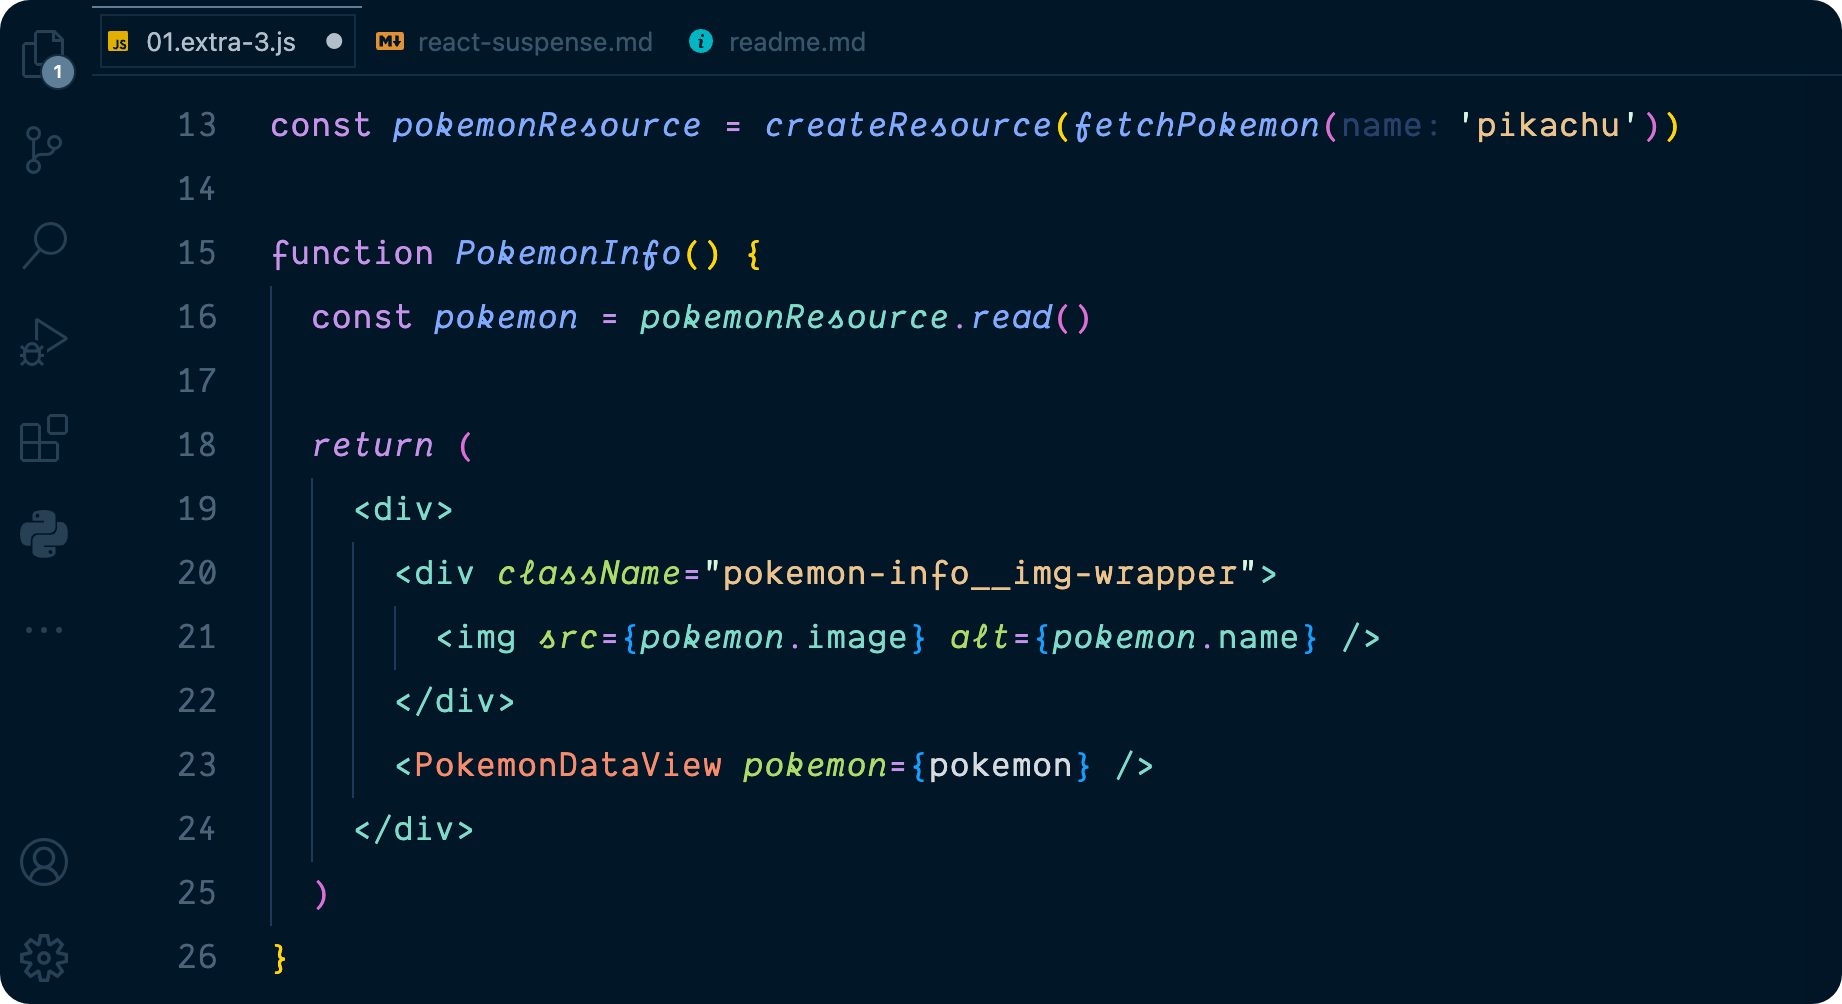 1
JS 01.extra-3.js M↓ react-suspense.md i readme.md
13 const pokemonResource = createResource(fetchPokemon(name: 'pikachu'))
14
15 function PokemonInfo() {
16 const pokemon = pokemonResource.read()
17
18 return (
19 <div>
20 <div className="pokemon-info__img-wrapper">
21 <img src={pokemon.image} alt={pokemon.name} />
22 </div>
23 <PokemonDataView pokemon={pokemon} />
24 </div>
25 )
26 }